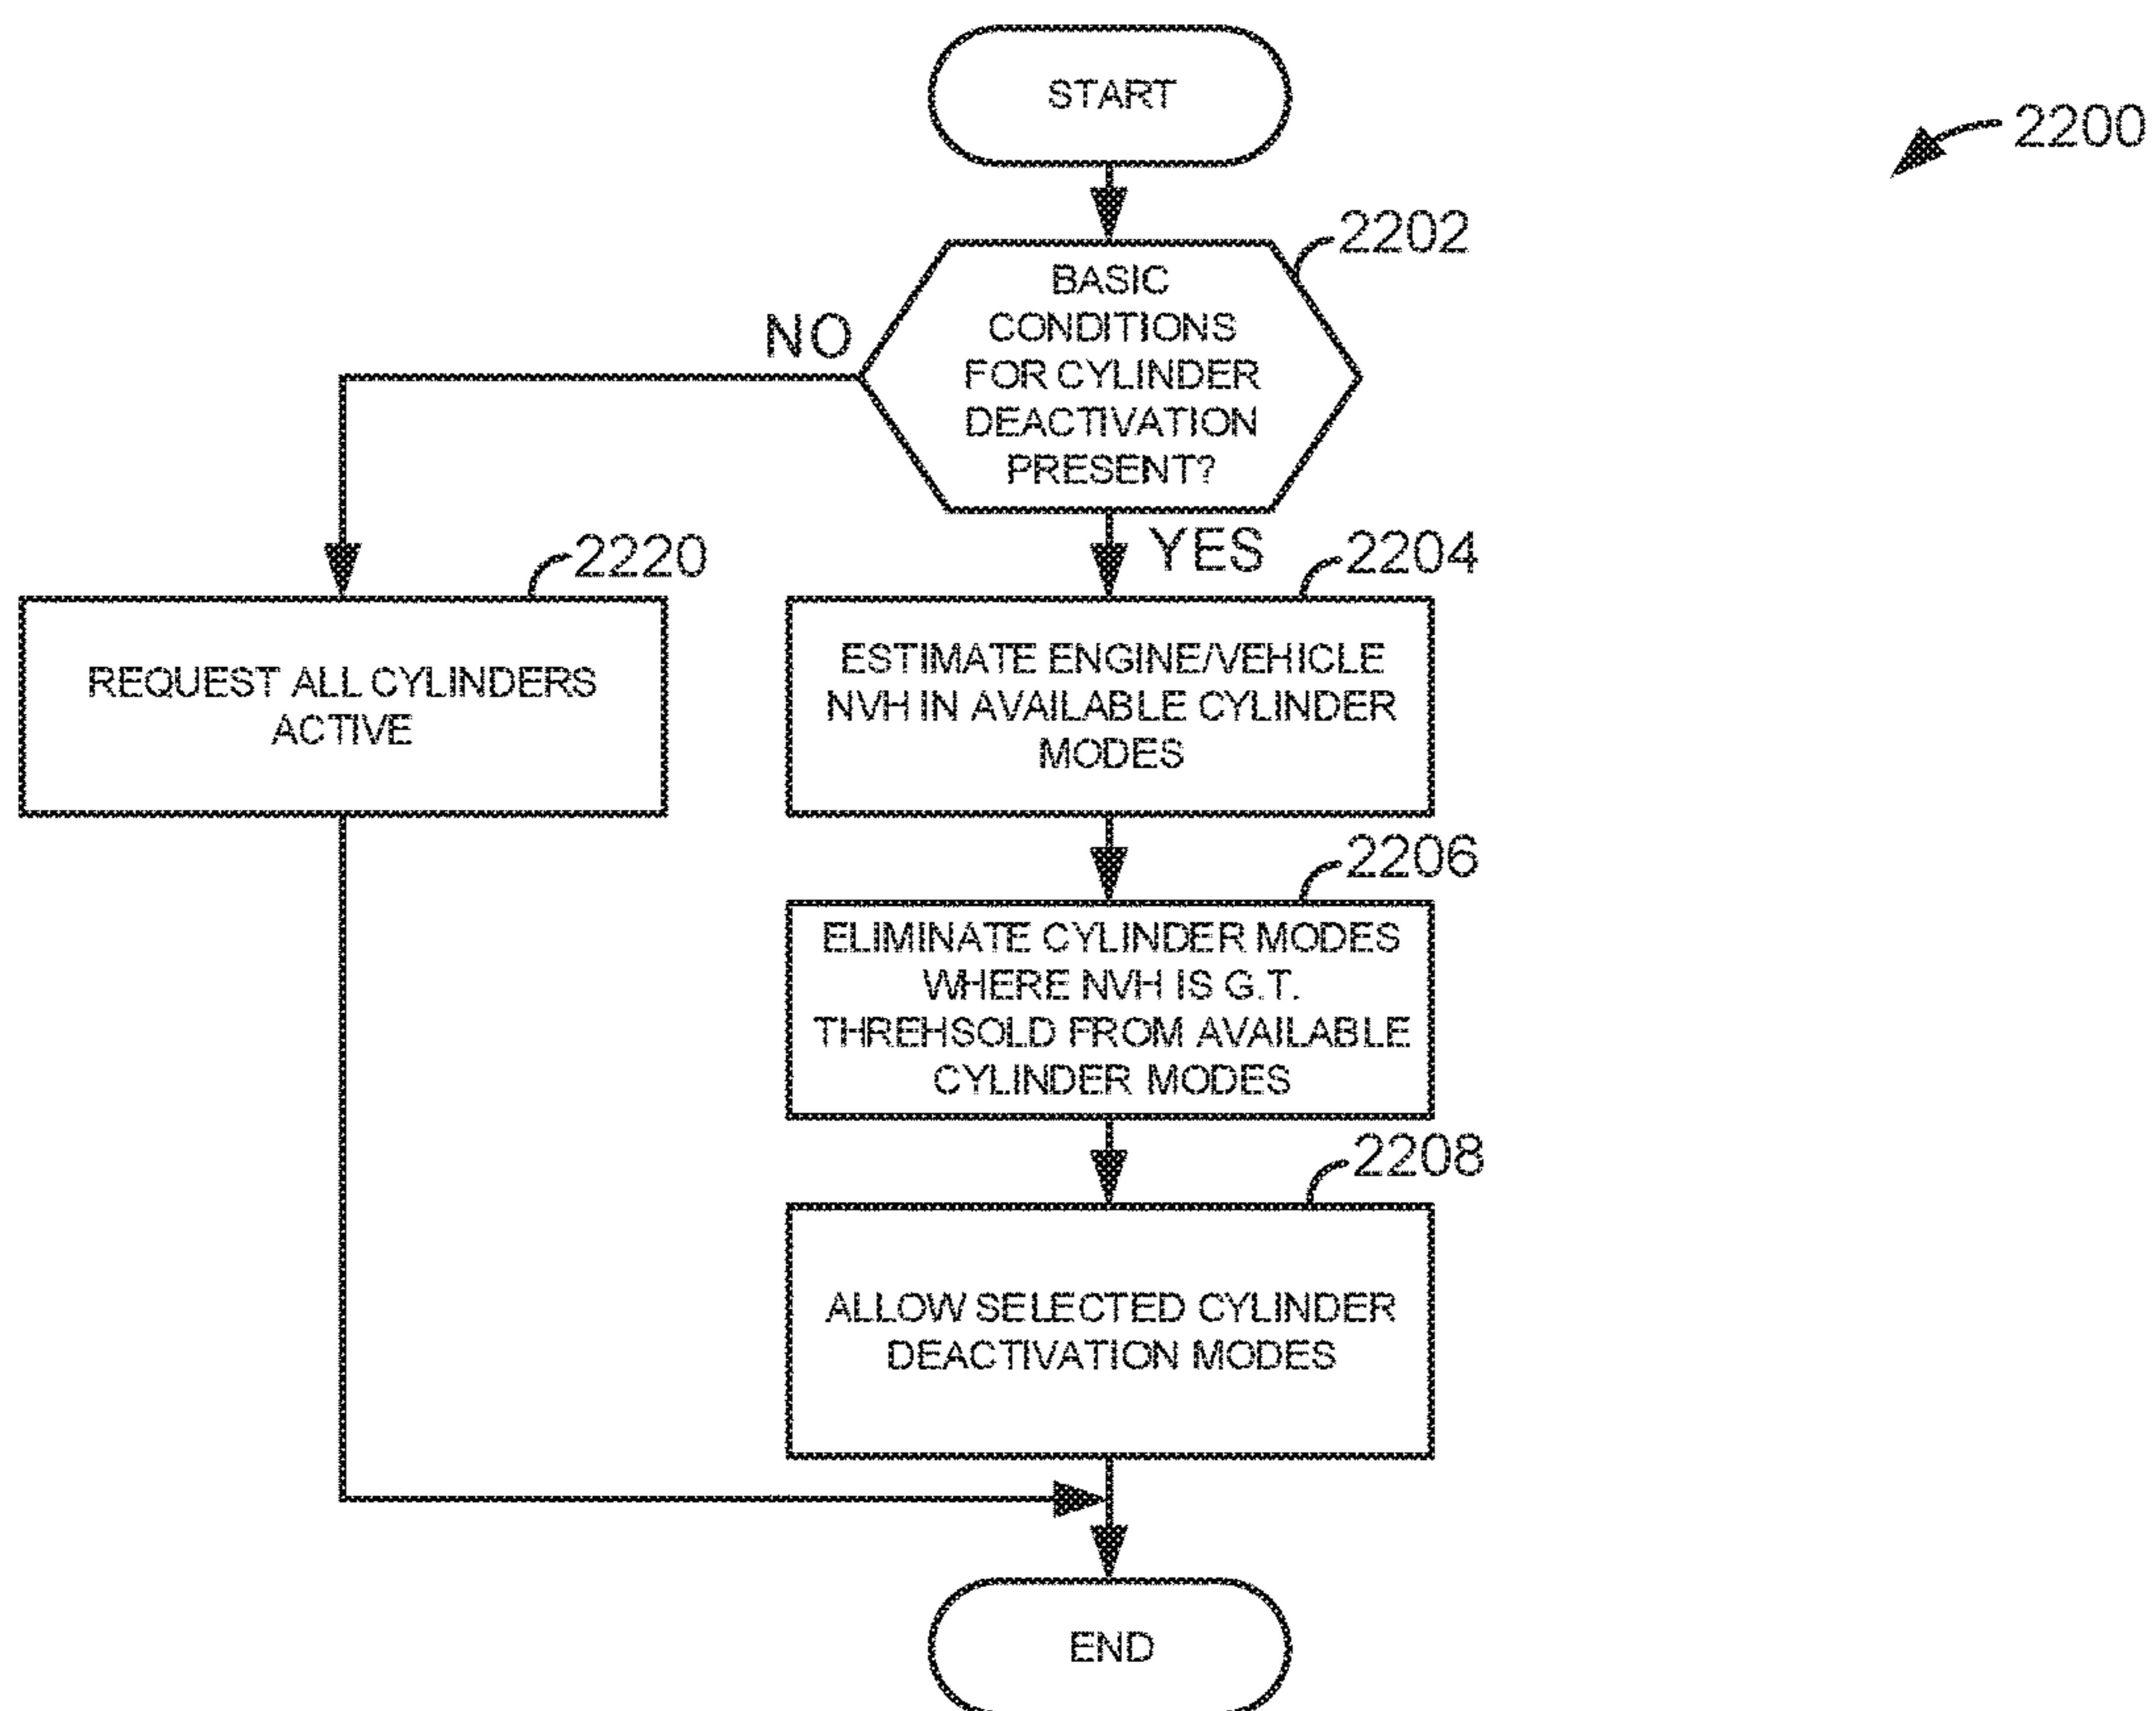 START
2200
2202
BASIC
CONDITIONS
FOR CYLINDER
DEACTIVATION
PRESENT?
NO
YES
2220
2204
REQUEST ALL CYLINDERS
ACTIVE
ESTIMATE ENGINE/VEHICLE
NVH IN AVAILABLE CYLINDER
MODES
2206
ELIMINATE CYLINDER MODES
WHERE NVH IS G.T.
THREHSOLD FROM AVAILABLE
CYLINDER MODES
2208
ALLOW SELECTED CYLINDER
DEACTIVATION MODES
END